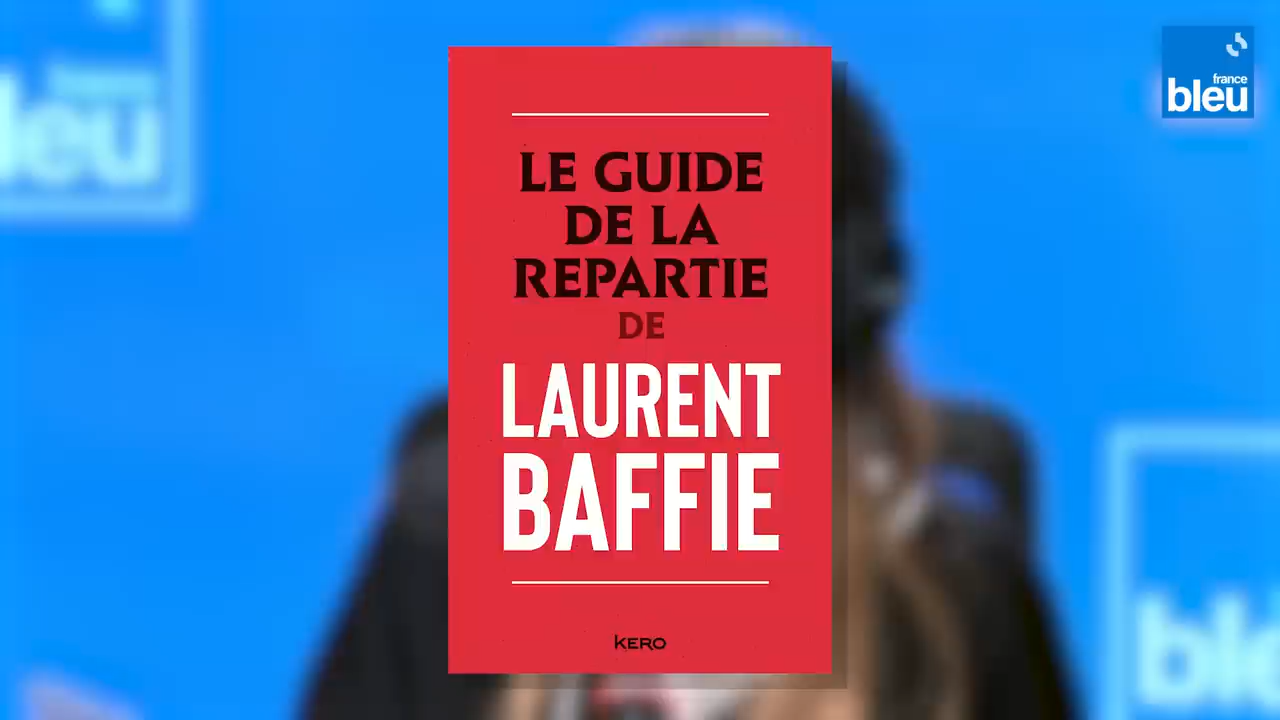 france
bleu
LE GUIDE
DE LA
REPARTIE
DE
LAURENT
BAFFIE
KERO